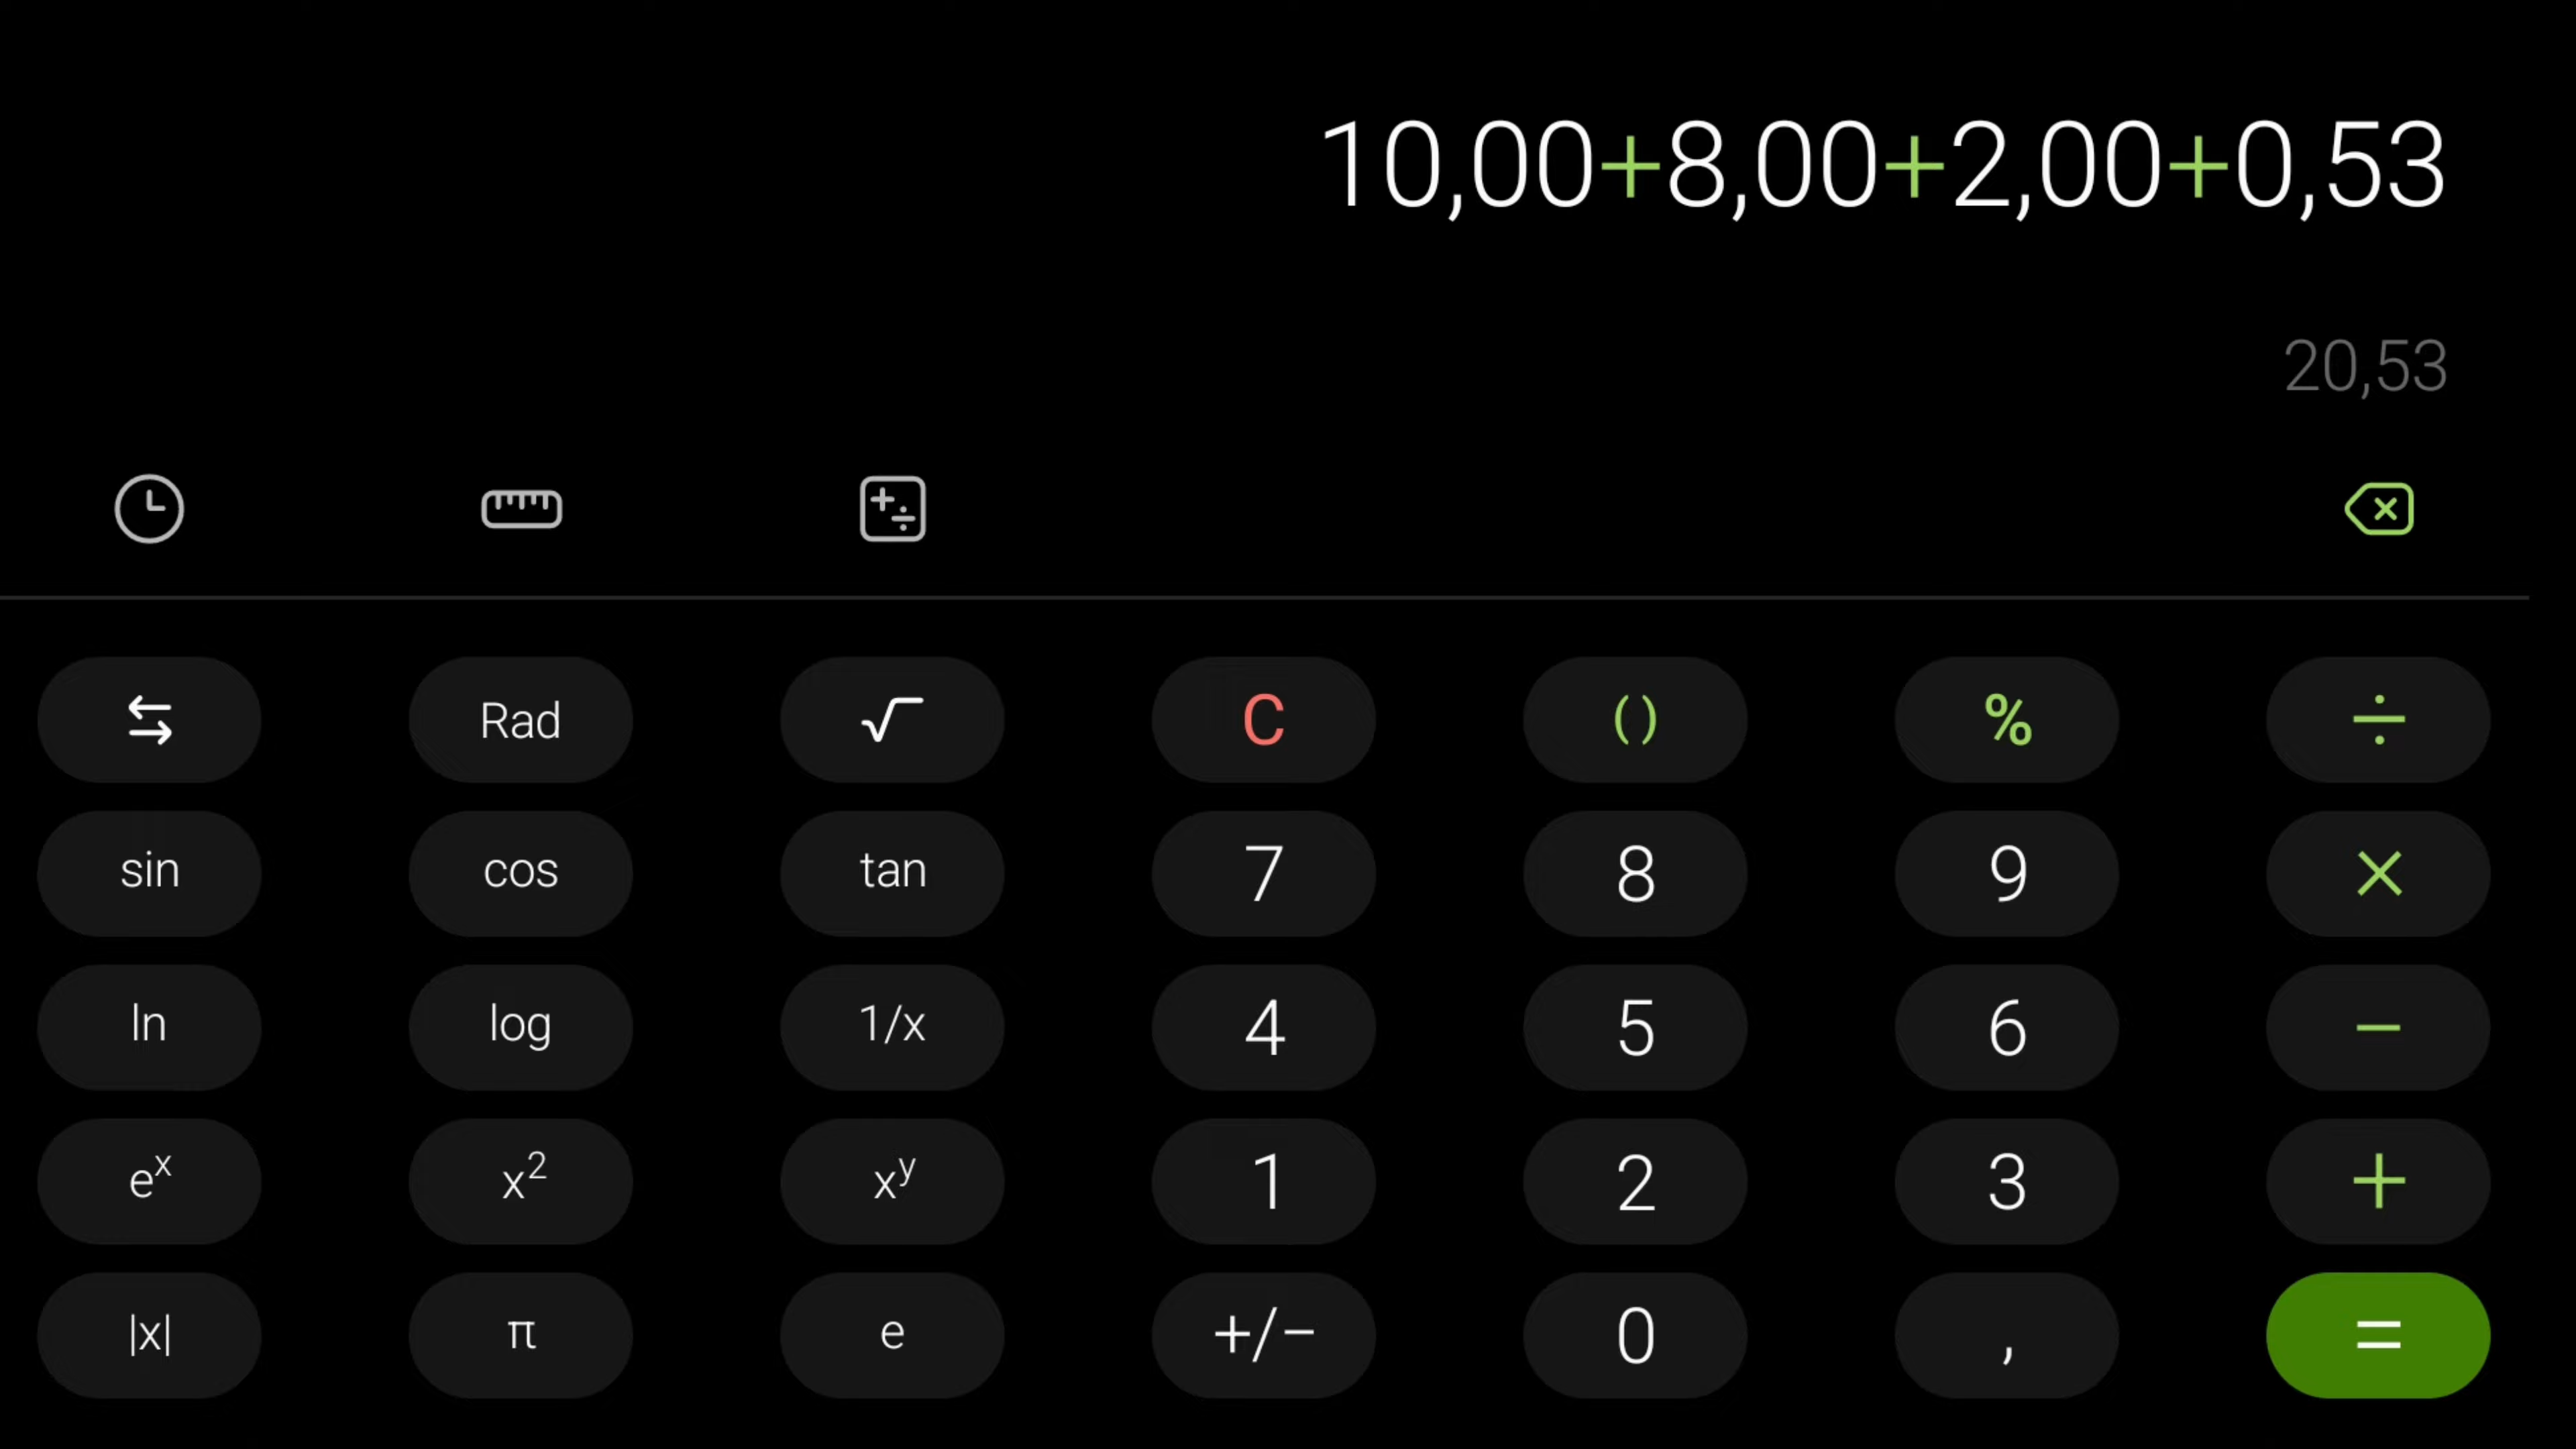 10,00+8,00+2,00+0,53
20,53
Rad √ C () % ÷
sin cos tan 7 8 9 ×
ln log 1/x 4 5 6 −
eˣ x² xʸ 1 2 3 +
|x| π e +/− 0 , =